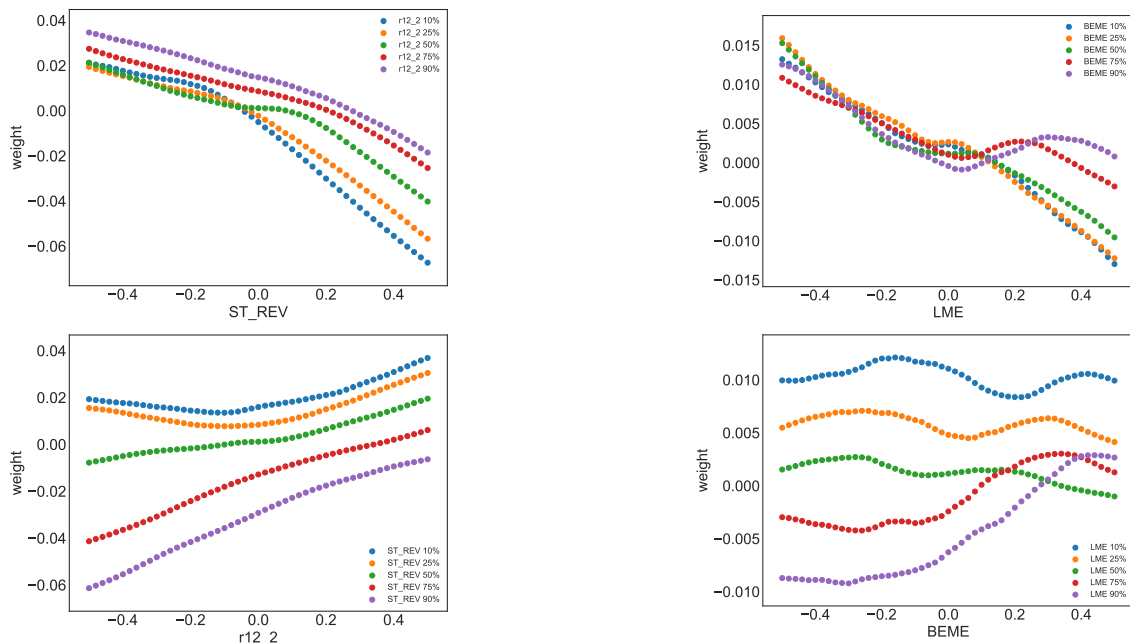 0.04
0.02
0.00
−0.02
−0.04
−0.06
weight
r12_2 10%
r12_2 25%
r12_2 50%
r12_2 75%
r12_2 90%
−0.4 −0.2 0.0 0.2 0.4
ST_REV
0.015
0.010
0.005
0.000
−0.005
−0.010
−0.015
weight
BEME 10%
BEME 25%
BEME 50%
BEME 75%
BEME 90%
−0.4 −0.2 0.0 0.2 0.4
LME
0.04
0.02
0.00
−0.02
−0.04
−0.06
weight
ST_REV 10%
ST_REV 25%
ST_REV 50%
ST_REV 75%
ST_REV 90%
−0.4 −0.2 0.0 0.2 0.4
r12_2
0.010
0.005
0.000
−0.005
−0.010
weight
LME 10%
LME 25%
LME 50%
LME 75%
LME 90%
−0.4 −0.2 0.0 0.2 0.4
BEME